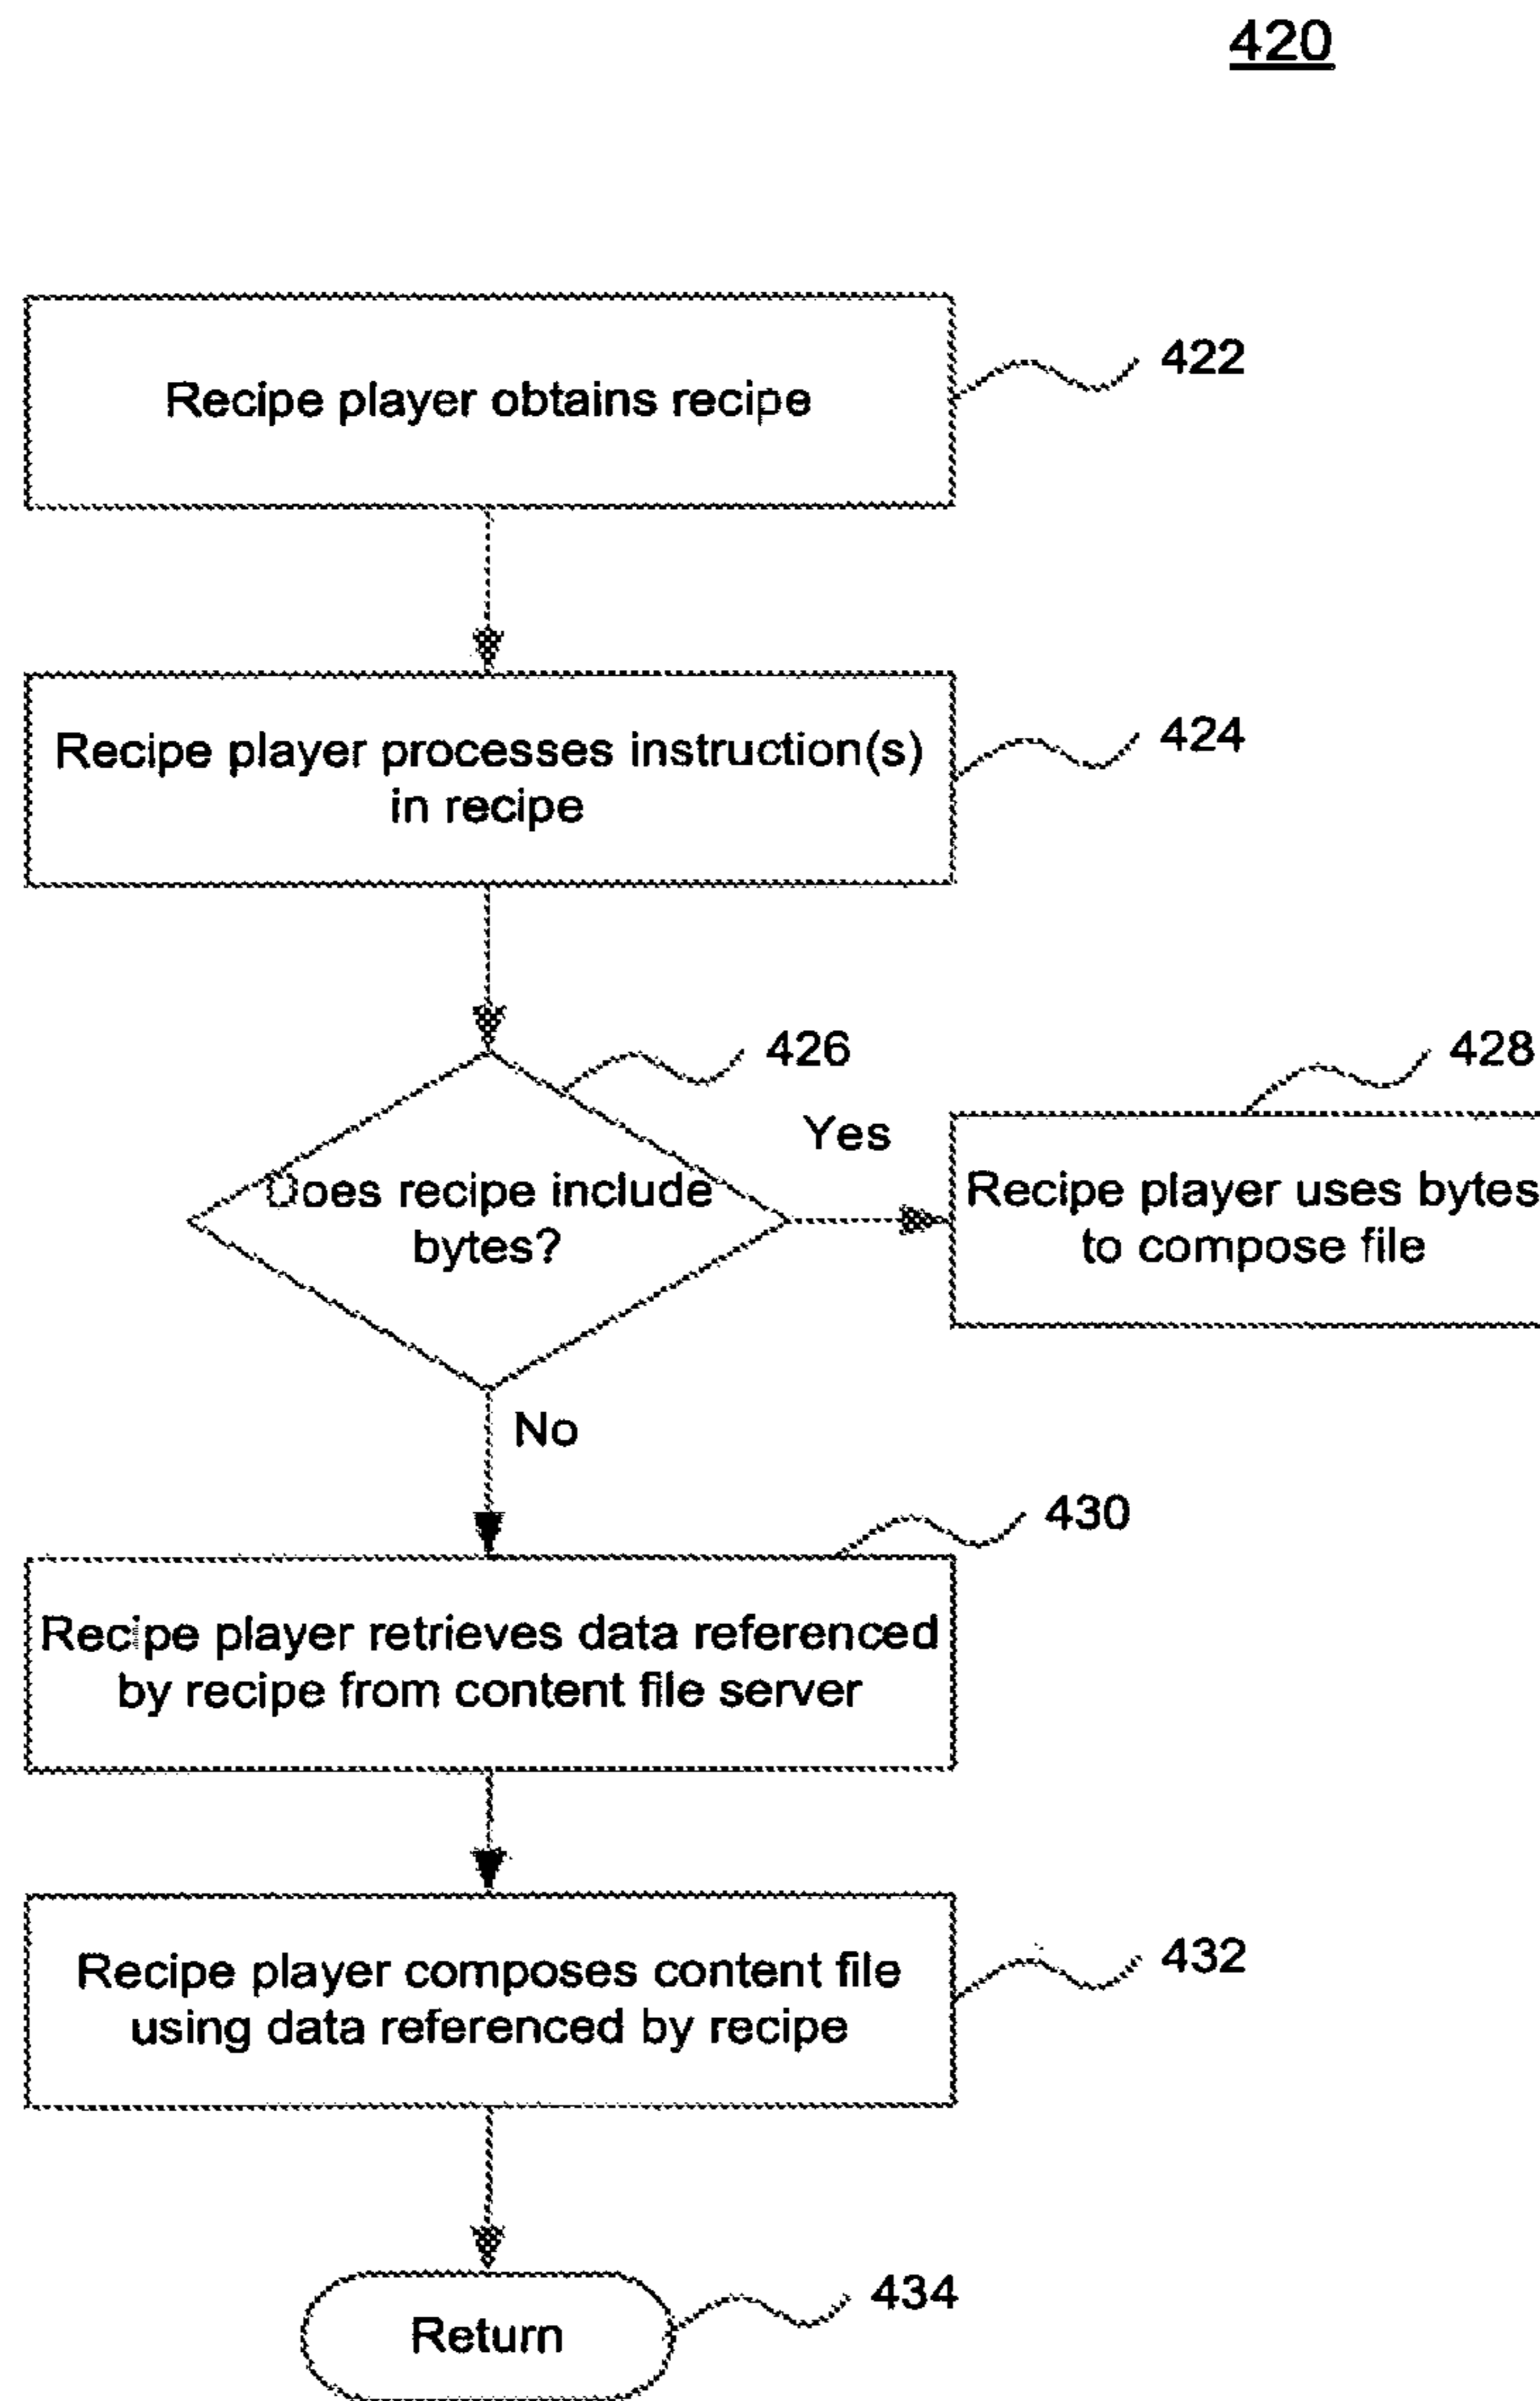 420
Recipe player obtains recipe
422
Recipe player processes instruction(s)
in recipe
424
426
Does recipe include
bytes?
Yes
428
Recipe player uses bytes
to compose file
No
430
Recipe player retrieves data referenced
by recipe from content file server
Recipe player composes content file
using data referenced by recipe
432
Return
434